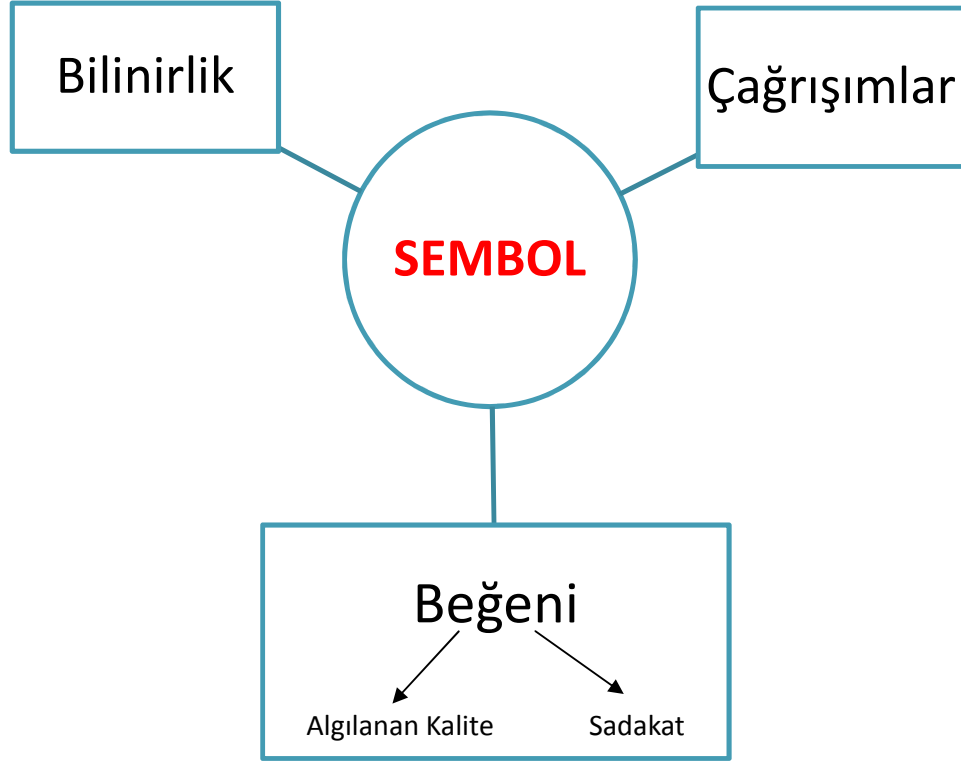 Bilinirlik
Çağrışımlar
SEMBOL
Beğeni
Algılanan Kalite
Sadakat